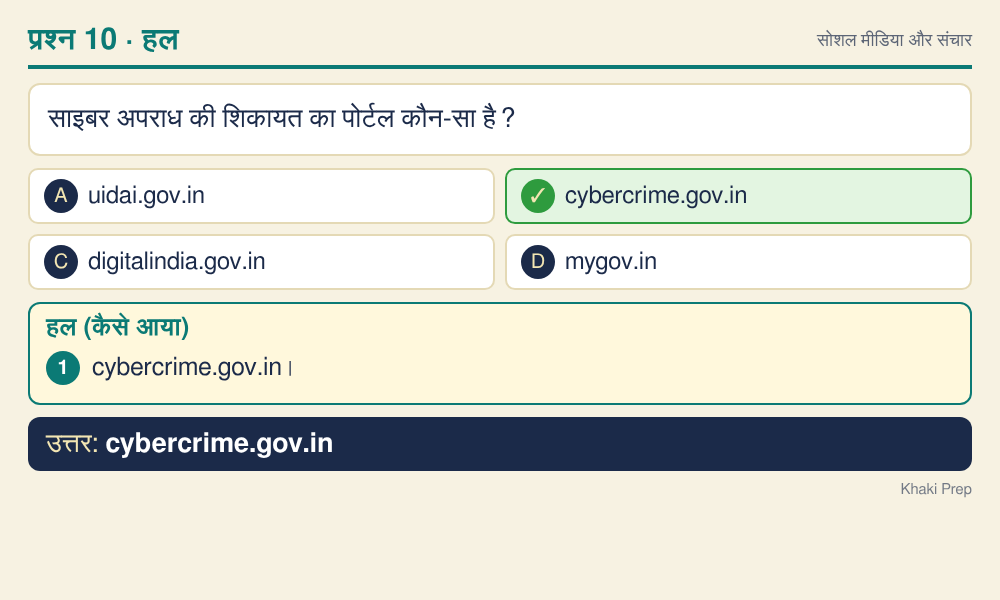 प्रश्न 10 · हल
सोशल मीडिया और संचार
साइबर अपराध की शिकायत का पोर्टल कौन-सा है ?
A uidai.gov.in
✓ cybercrime.gov.in
C digitalindia.gov.in
D mygov.in
हल (कैसे आया)
1 cybercrime.gov.in।
उत्तर: cybercrime.gov.in
Khaki Prep